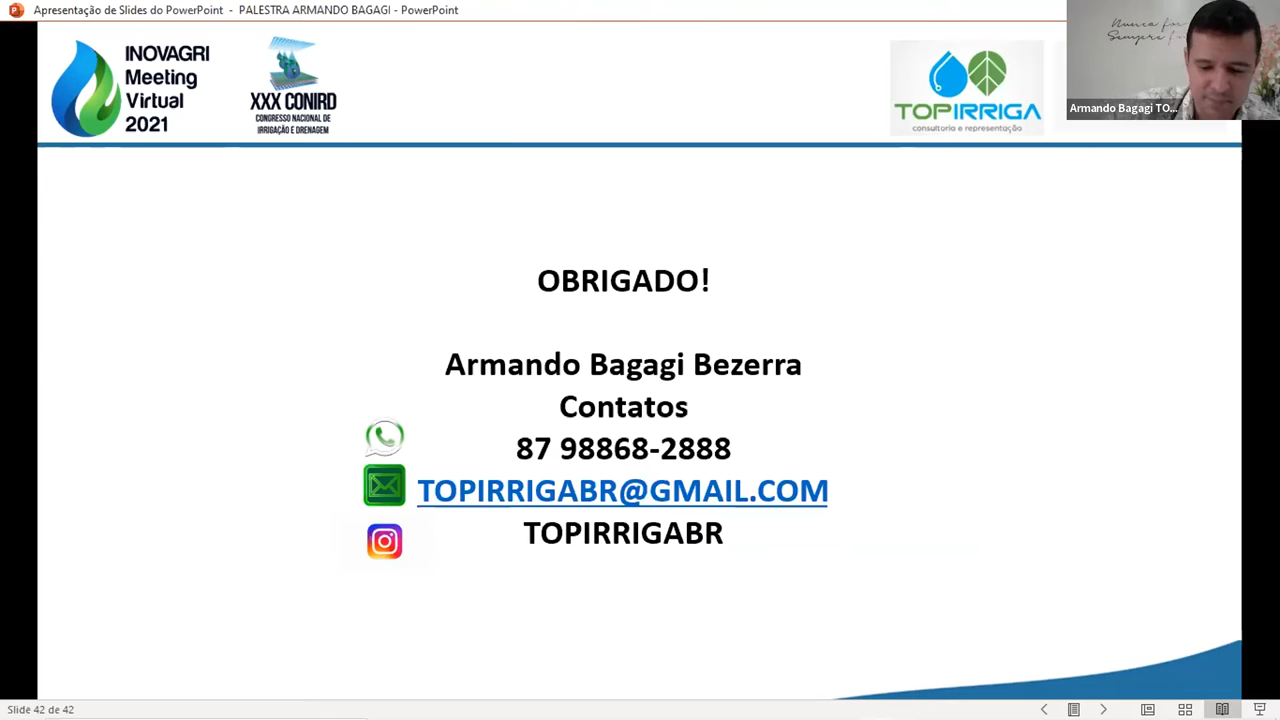 Apresentação de Slides do PowerPoint - PALESTRA ARMANDO BAGAGI - PowerPoint
INOVAGRI
Meeting
Virtual
2021
XXX CONIRD
CONGRESSO NACIONAL DE
IRRIGAÇÃO E DRENAGEM
TOPIRRIGA
consultoria e representação
Armando Bagagi TO...
OBRIGADO!
Armando Bagagi Bezerra
Contatos
87 98868-2888
TOPIRRIGABR@GMAIL.COM
TOPIRRIGABR
Slide 42 de 42